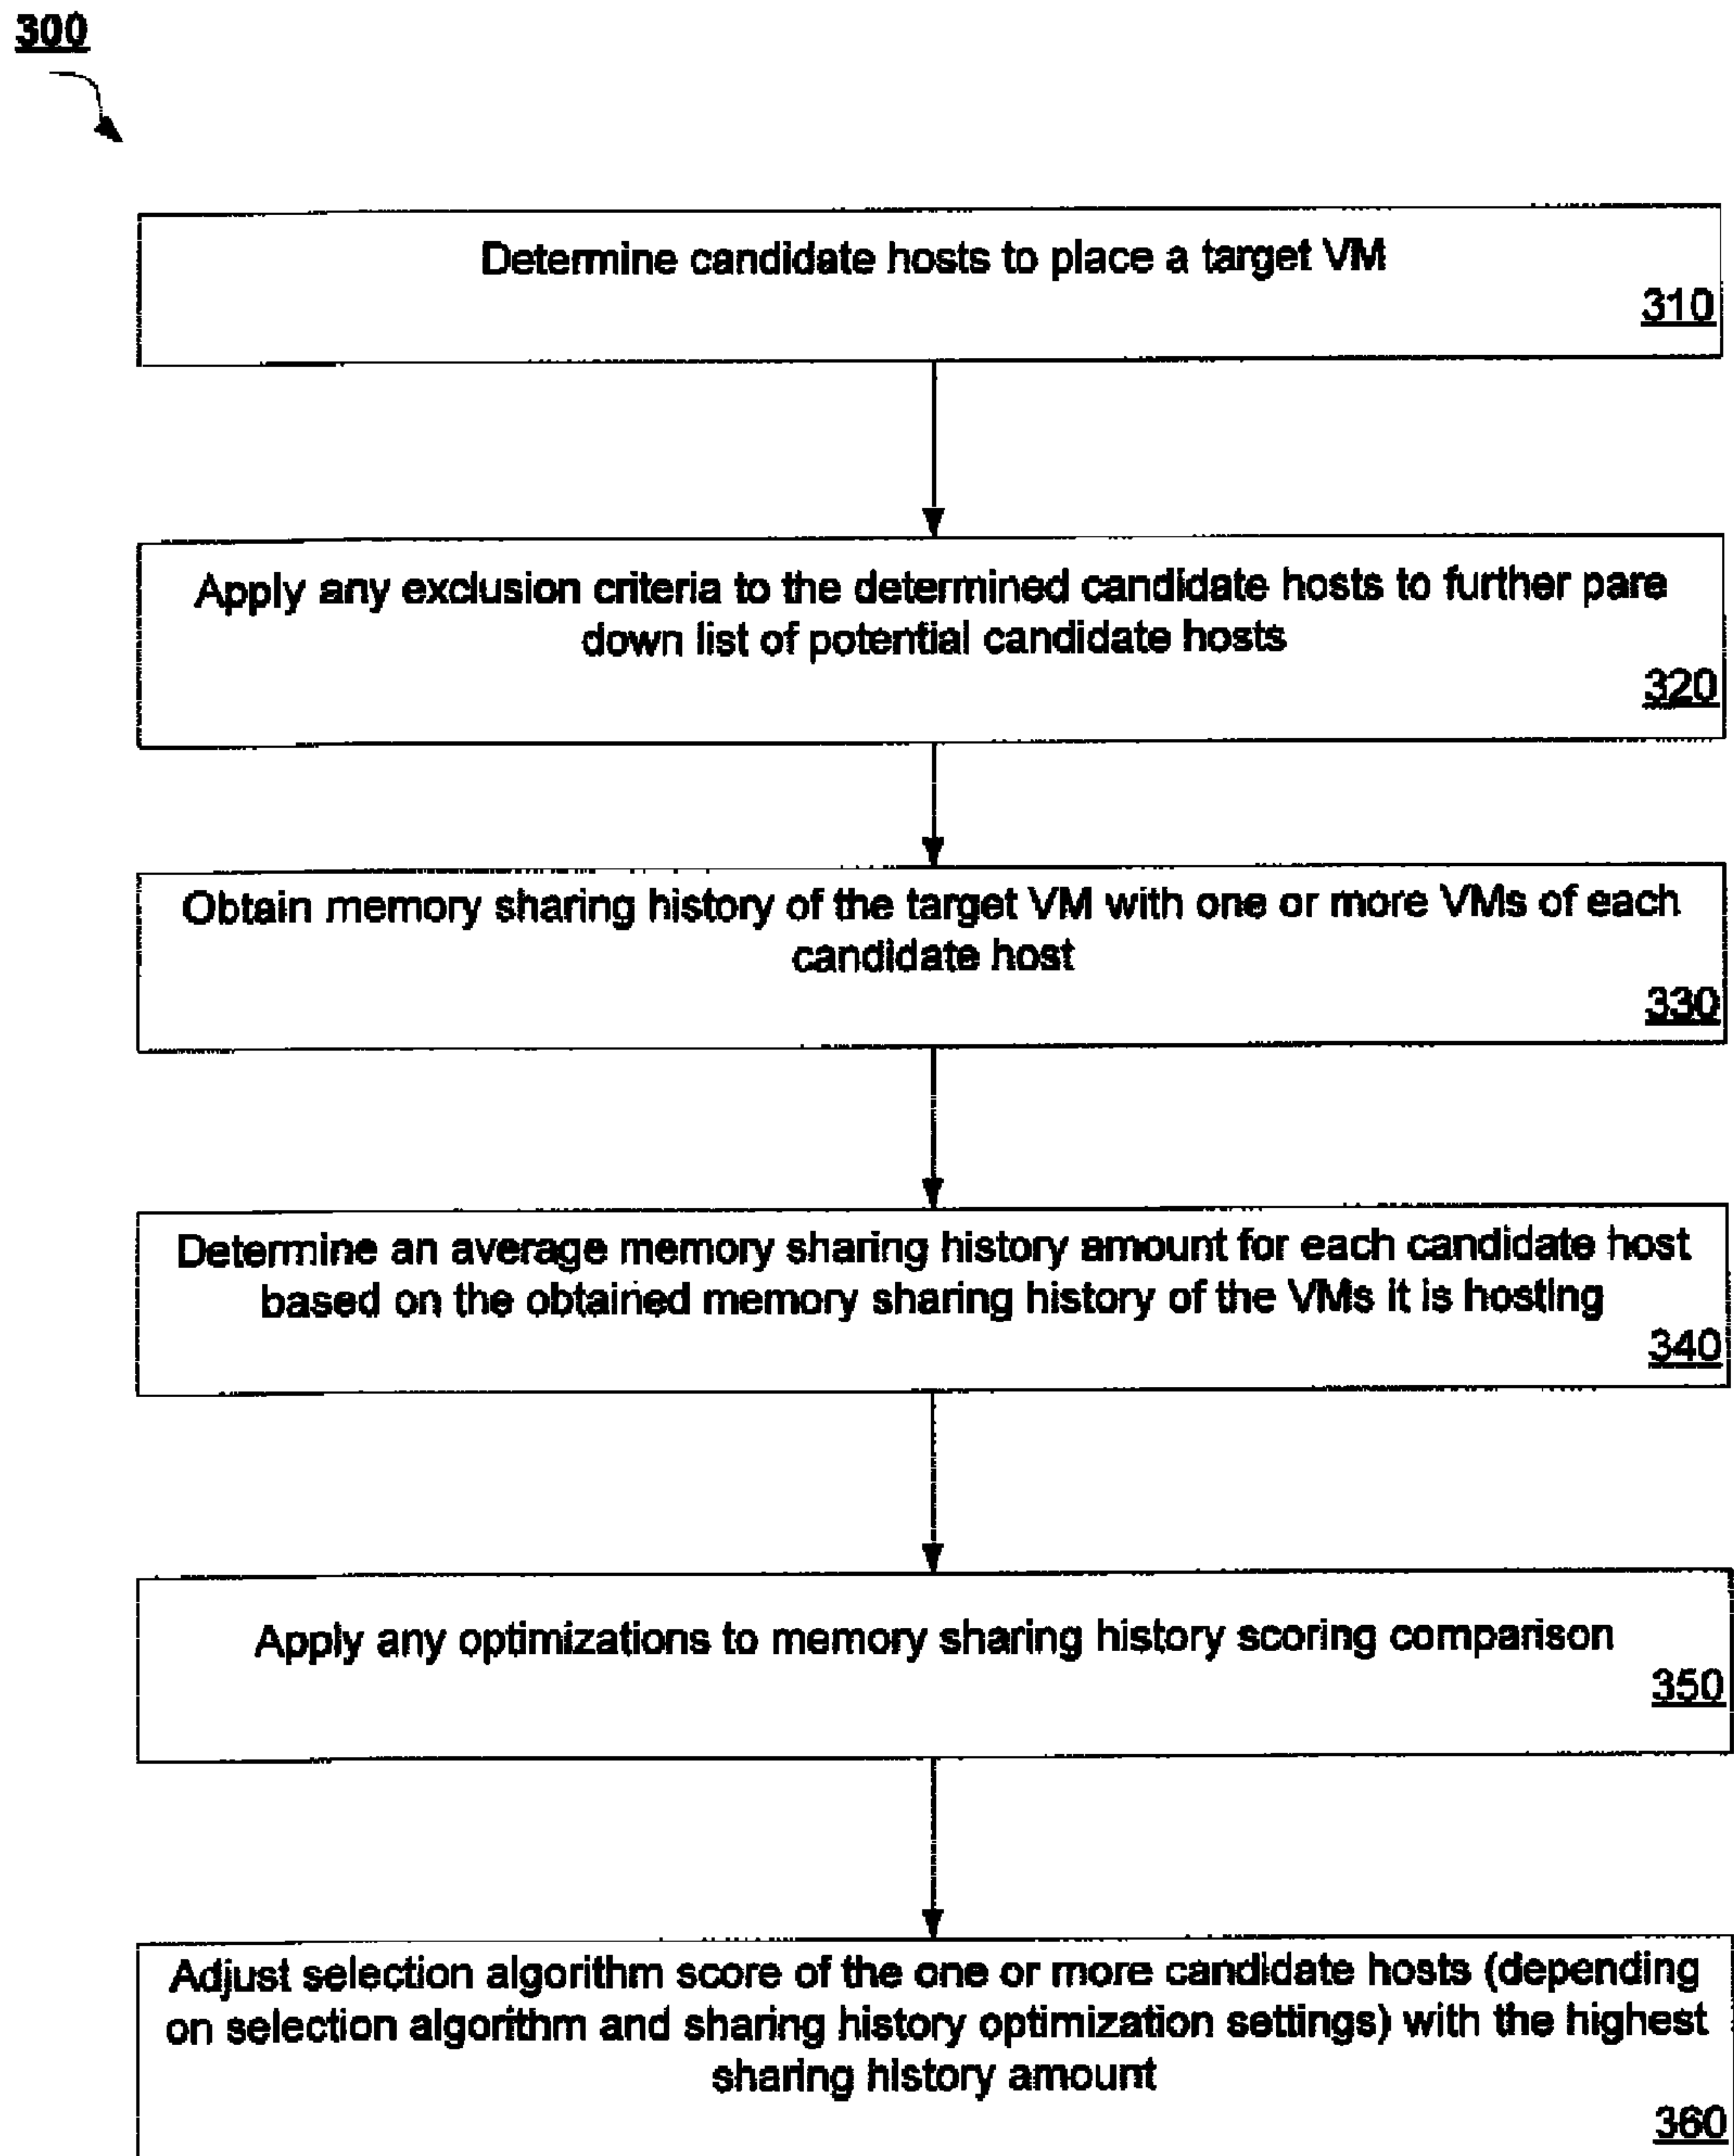 300
Determine candidate hosts to place a target VM
310
Apply any exclusion criteria to the determined candidate hosts to further pare
down list of potential candidate hosts
320
Obtain memory sharing history of the target VM with one or more VMs of each
candidate host
330
Determine an average memory sharing history amount for each candidate host
based on the obtained memory sharing history of the VMs it is hosting
340
Apply any optimizations to memory sharing history scoring comparison
350
Adjust selection algorithm score of the one or more candidate hosts (depending
on selection algorithm and sharing history optimization settings) with the highest
sharing history amount
360